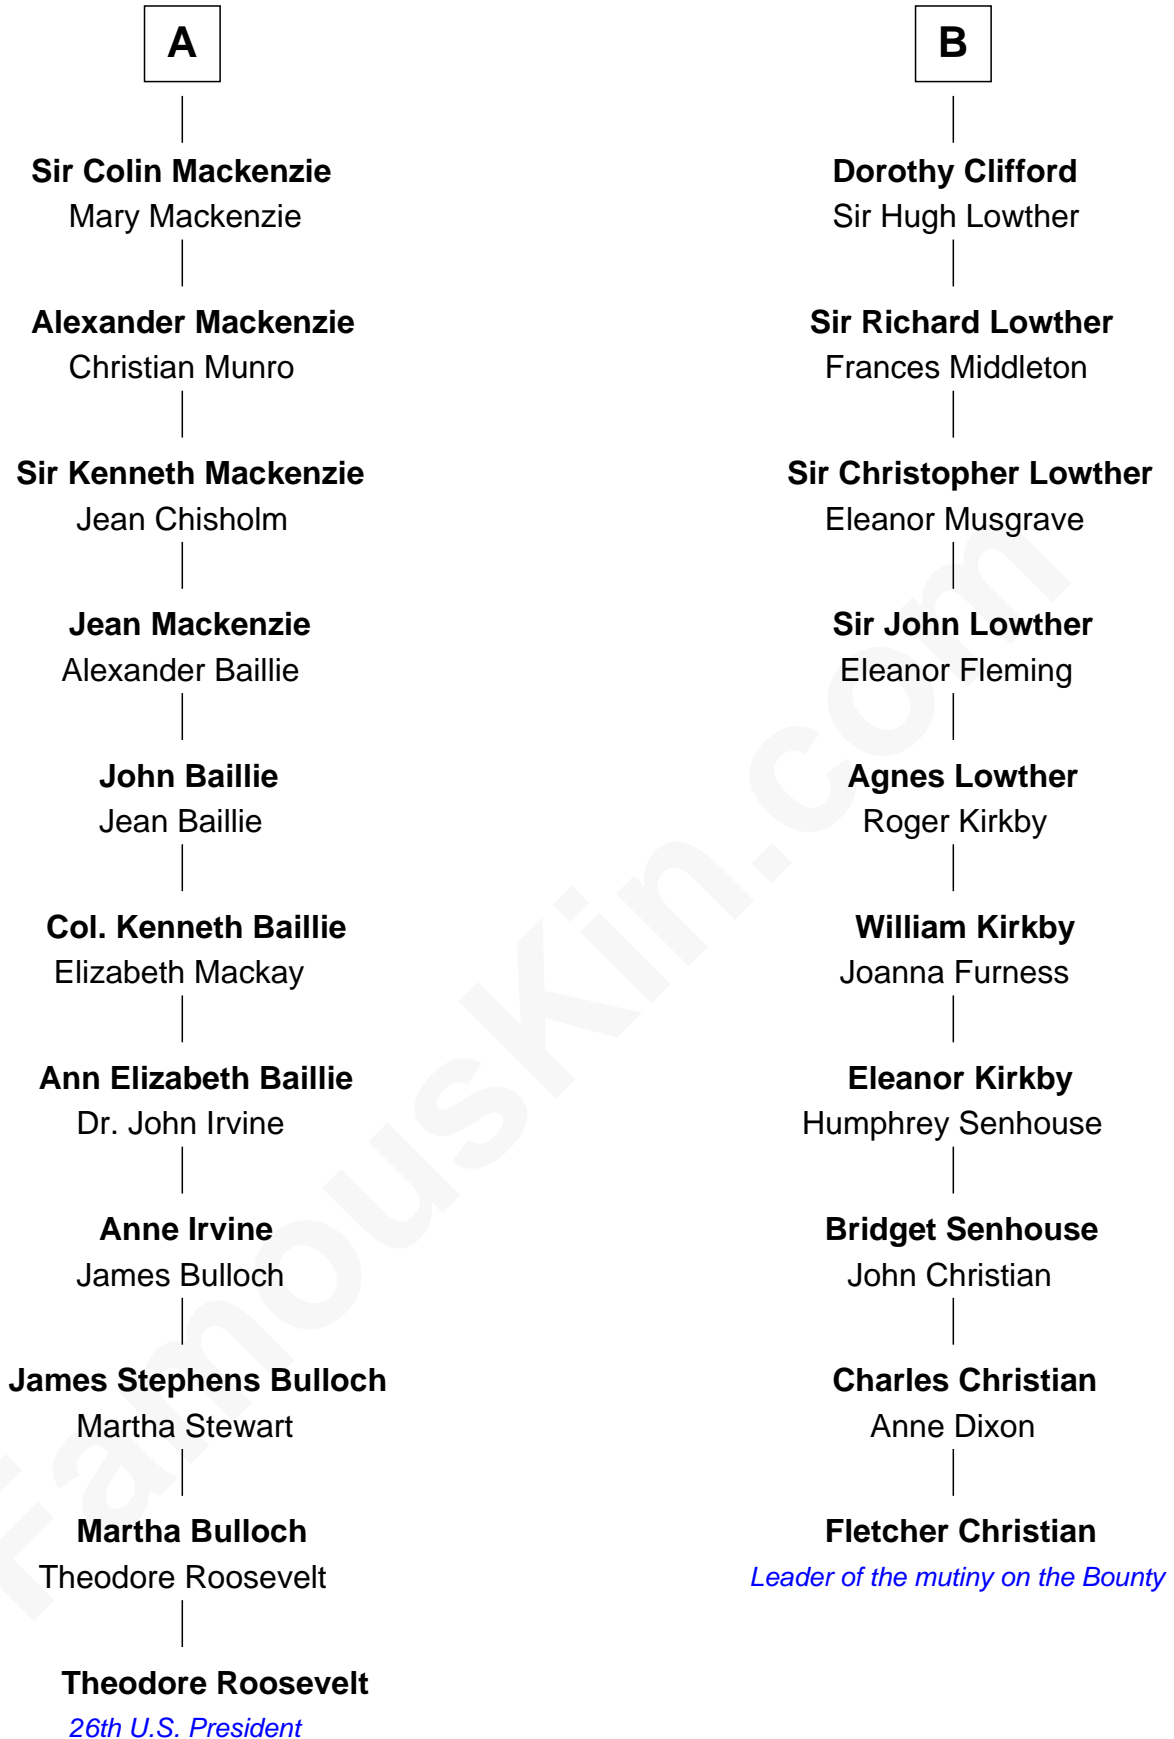 A
Sir Colin Mackenzie
Mary Mackenzie
Alexander Mackenzie
Christian Munro
Sir Kenneth Mackenzie
Jean Chisholm
Jean Mackenzie
Alexander Baillie
John Baillie
Jean Baillie
Col. Kenneth Baillie
Elizabeth Mackay
Ann Elizabeth Baillie
Dr. John Irvine
Anne Irvine
James Bulloch
James Stephens Bulloch
Martha Stewart
Martha Bulloch
Theodore Roosevelt
Theodore Roosevelt
26th U.S. President
B
Dorothy Clifford
Sir Hugh Lowther
Sir Richard Lowther
Frances Middleton
Sir Christopher Lowther
Eleanor Musgrave
Sir John Lowther
Eleanor Fleming
Agnes Lowther
Roger Kirkby
William Kirkby
Joanna Furness
Eleanor Kirkby
Humphrey Senhouse
Bridget Senhouse
John Christian
Charles Christian
Anne Dixon
Fletcher Christian
Leader of the mutiny on the Bounty
FamousKin.com